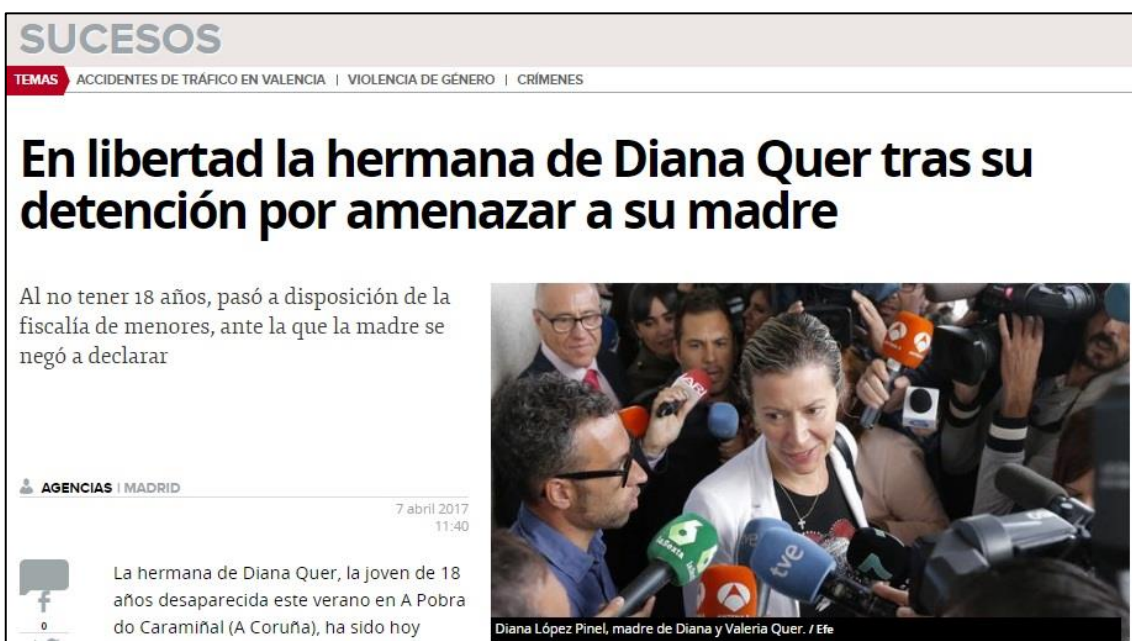 SUCESOS
TEMAS ACCIDENTES DE TRÁFICO EN VALENCIA | VIOLENCIA DE GÉNERO | CRÍMENES
En libertad la hermana de Diana Quer tras su
detención por amenazar a su madre
Al no tener 18 años, pasó a disposición de la
fiscalía de menores, ante la que la madre se
negó a declarar
AGENCIAS | MADRID
7 abril 2017
11:40
La hermana de Diana Quer, la joven de 18
años desaparecida este verano en A Pobra
do Caramiñal (A Coruña), ha sido hoy
0
laSexta
tve
Diana López Pinel, madre de Diana y Valeria Quer. / Efe